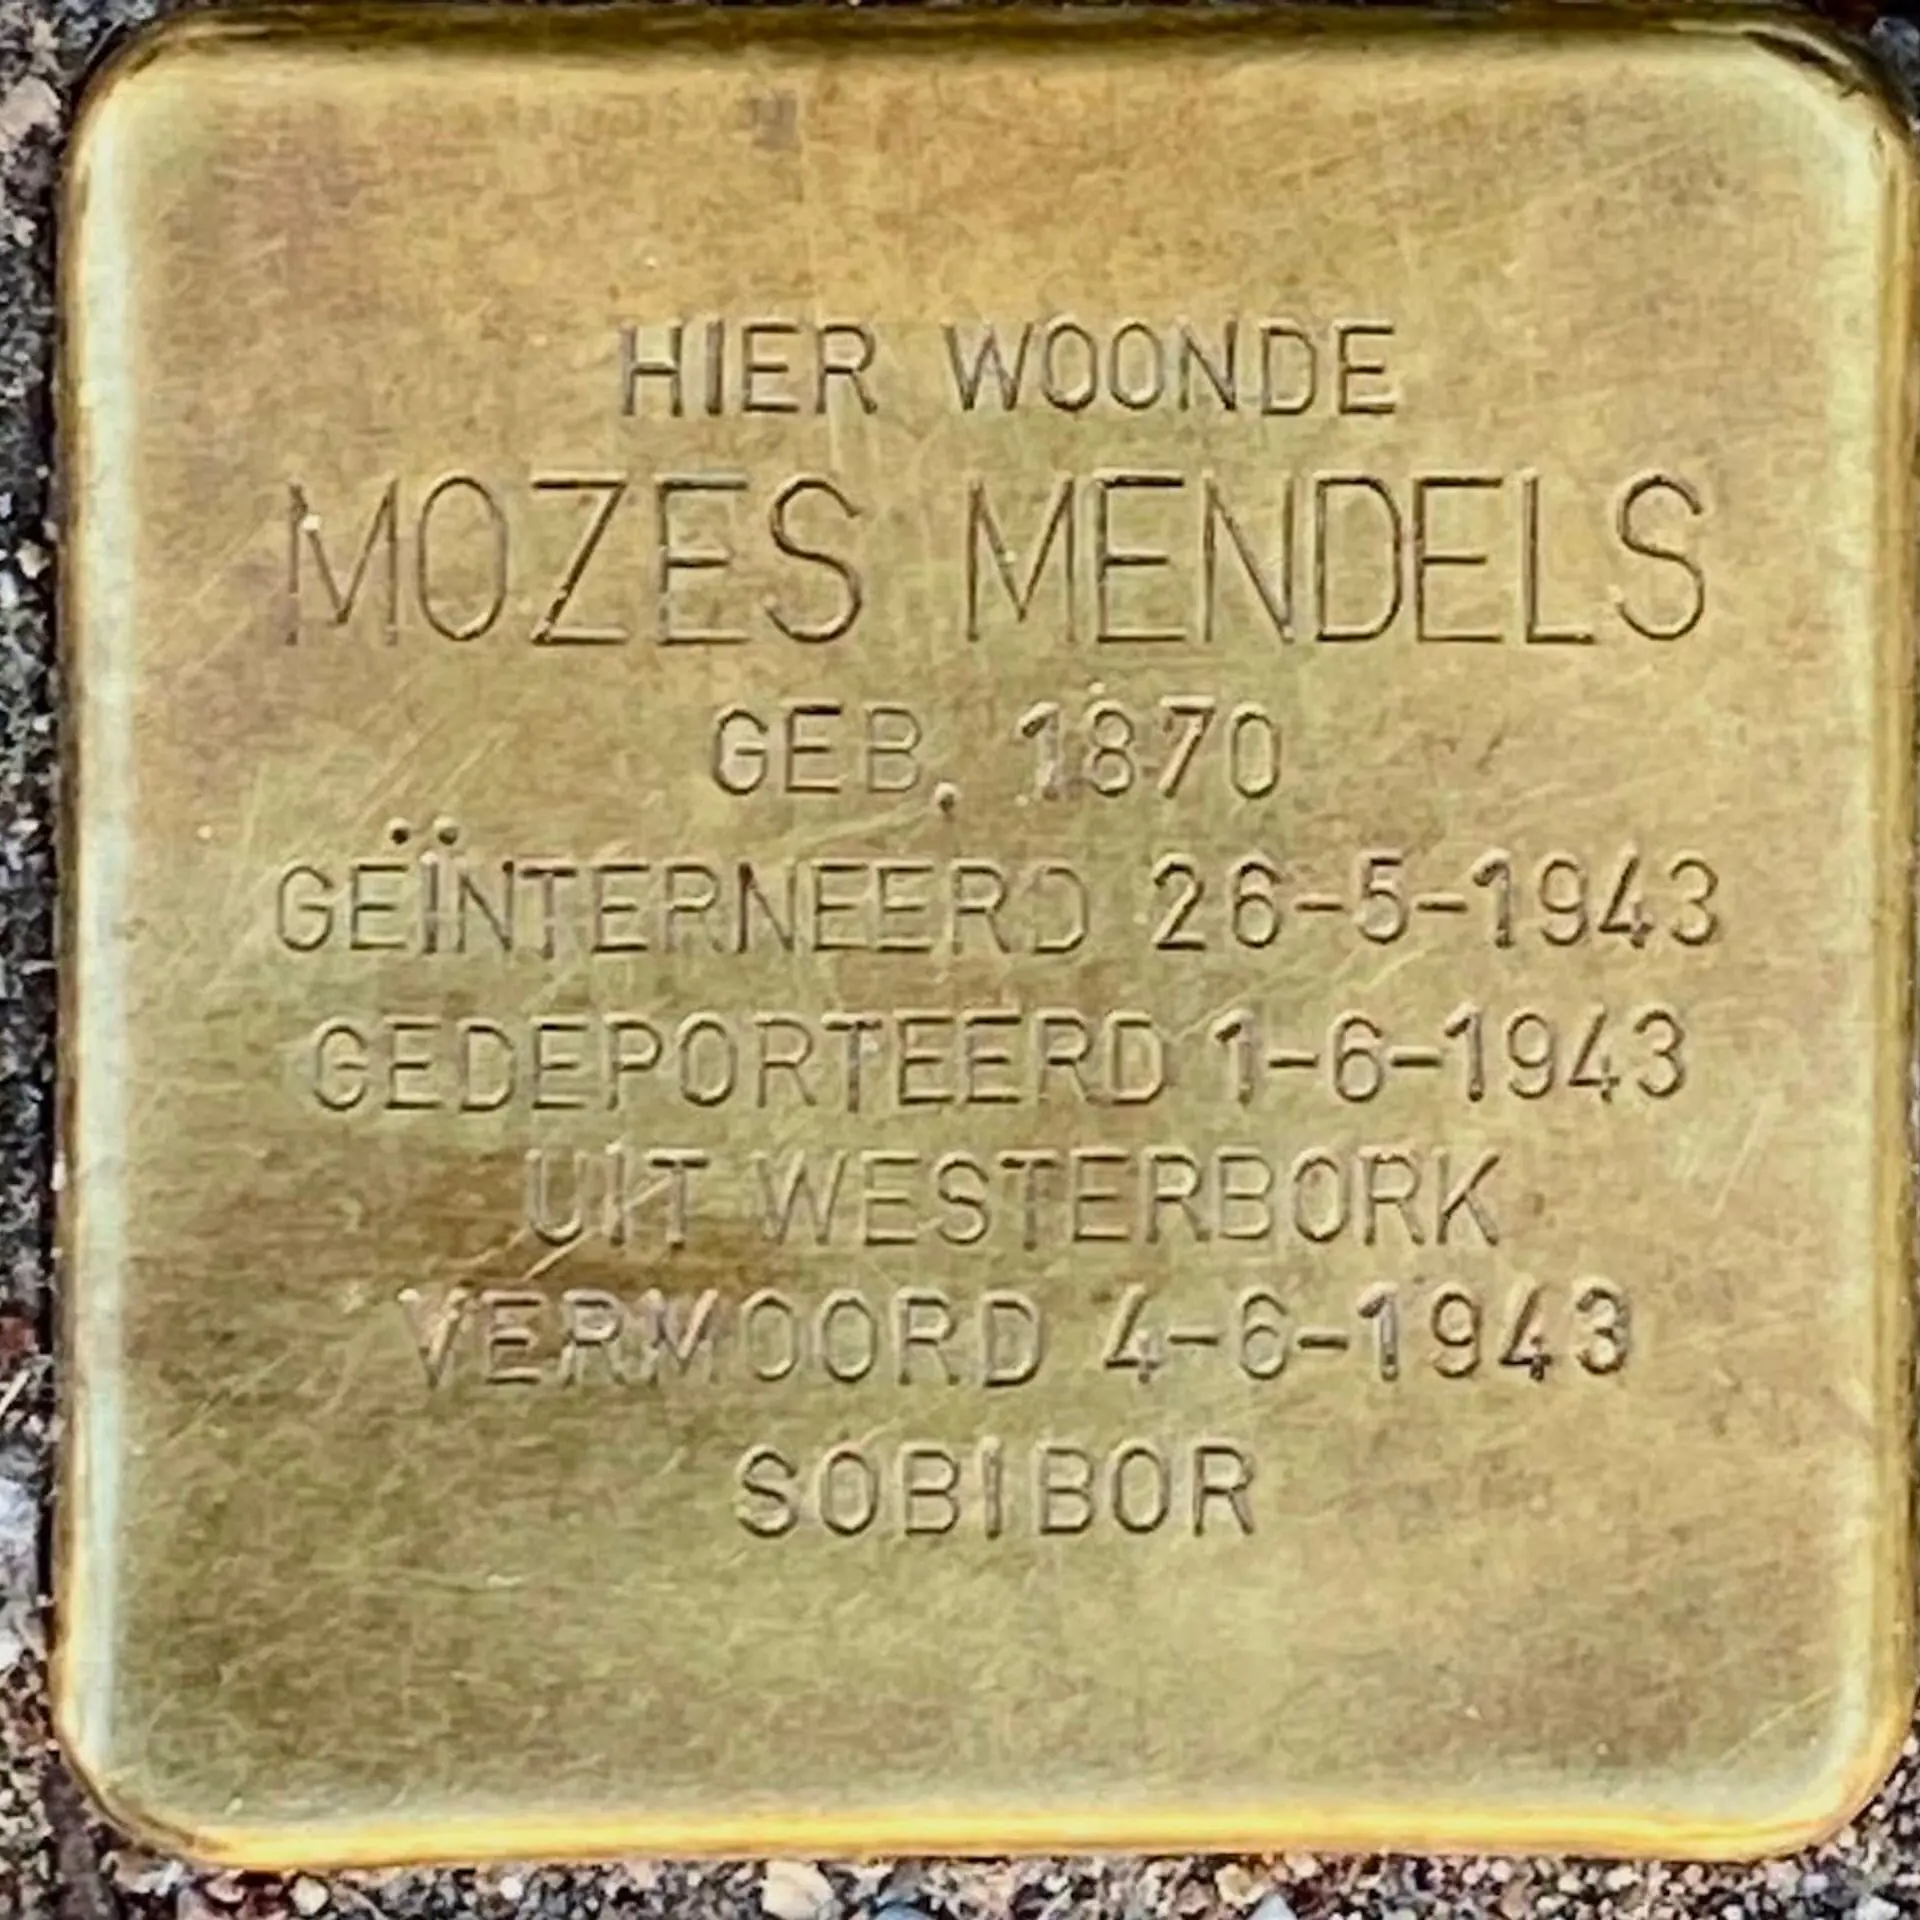 HIER WOONDE
MOZES MENDELS
GEB. 1870
GEÏNTERNEERD 26-5-1943
GEDEPORTEERD 1-6-1943
UIT WESTERBORK
VERMOORD 4-6-1943
SOBIBOR